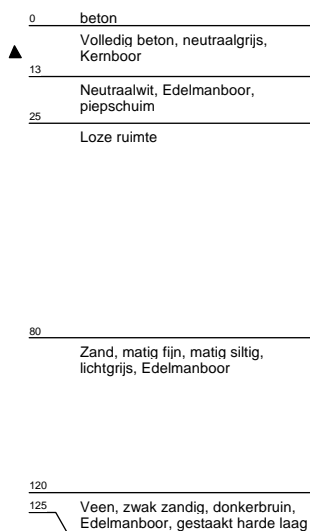 0 beton
Volledig beton, neutraalgrijs,
Kernboor
13
Neutraalwit, Edelmanboor,
piepschuim
25
Loze ruimte
80
Zand, matig fijn, matig siltig,
lichtgrijs, Edelmanboor
120
125 Veen, zwak zandig, donkerbruin,
Edelmanboor, gestaakt harde laag